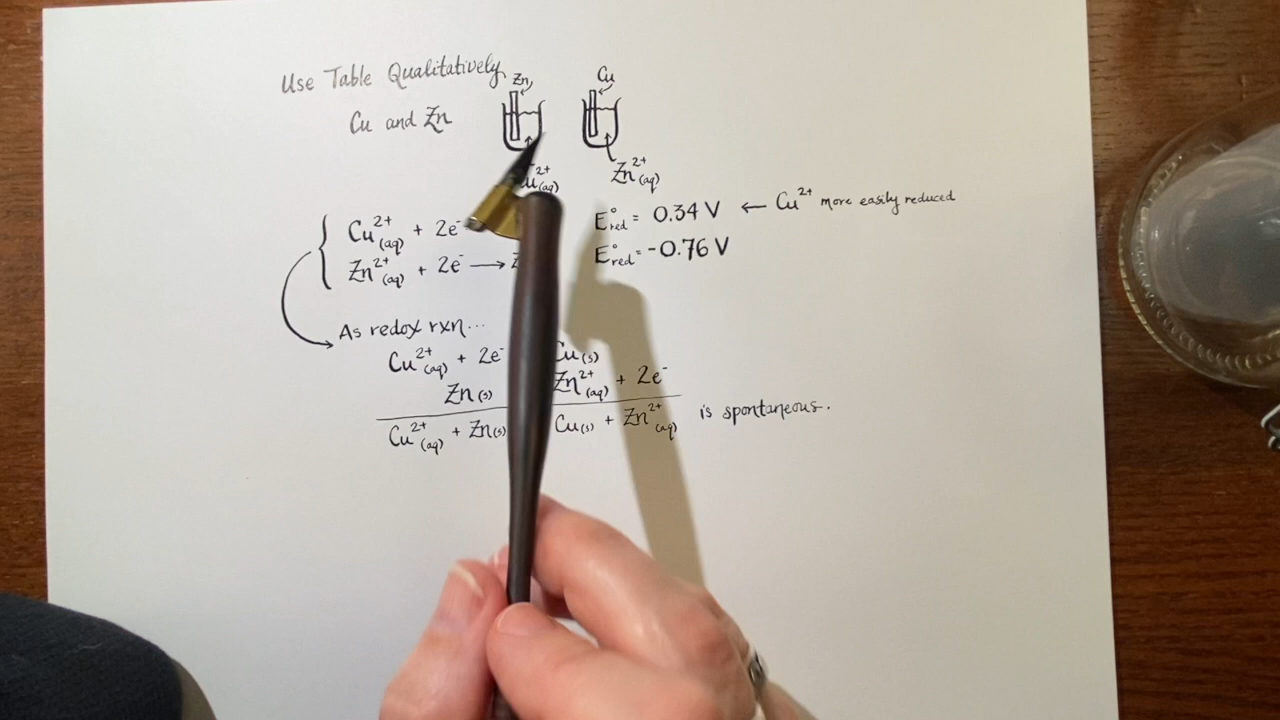 Use Table Qualitatively
Zn
Cu
Cu and Zn
2+ (aq)
Zn²⁺(aq)
Cu²⁺(aq) + 2e⁻
E°red = 0.34 V ← Cu²⁺ more easily reduced
Zn²⁺(aq) + 2e⁻ →
E°red = -0.76 V
As redox rxn...
Cu²⁺(aq) + 2e⁻ Cu(s)
Zn(s) Zn²⁺(aq) + 2e⁻
Cu²⁺(aq) + Zn(s) Cu(s) + Zn²⁺(aq) is spontaneous.